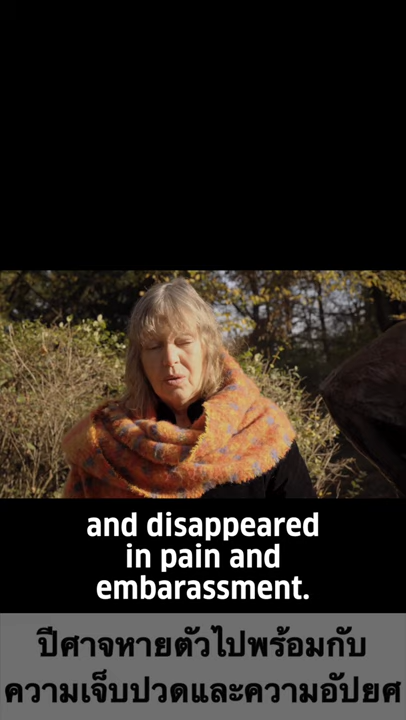 and disappeared
in pain and
embarassment.
ปีศาจหายตัวไปพร้อมกับ
ความเจ็บปวดและความอัปยศ